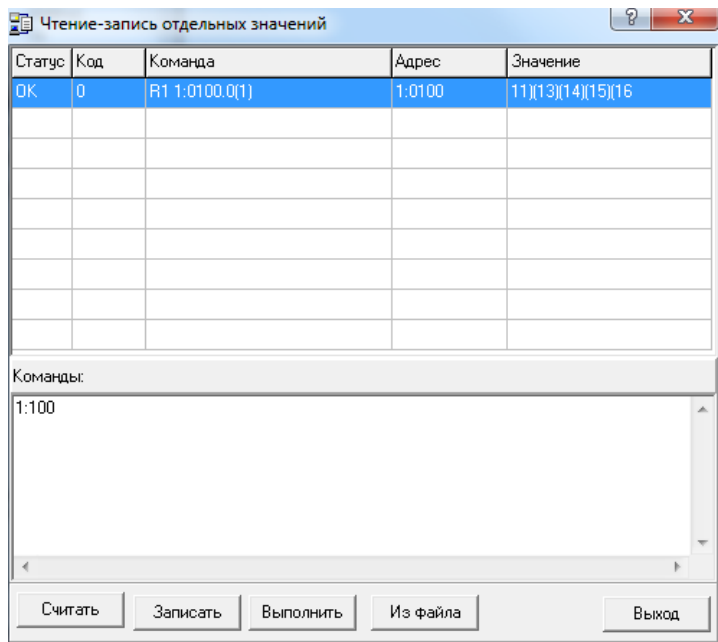 Чтение-запись отдельных значений
Статус Код Команда Адрес Значение
OK 0 R1 1:0100.0(1) 1:0100 11)(13)(14)(15)(16
Команды:
1:100
Считать Записать Выполнить Из файла Выход